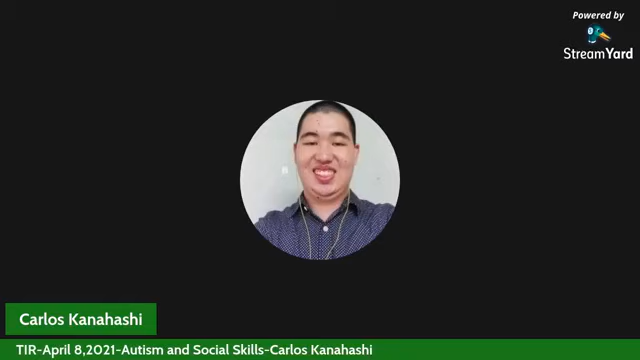 Powered by
StreamYard
Carlos Kanahashi
TIR-April 8,2021-Autism and Social Skills-Carlos Kanahashi